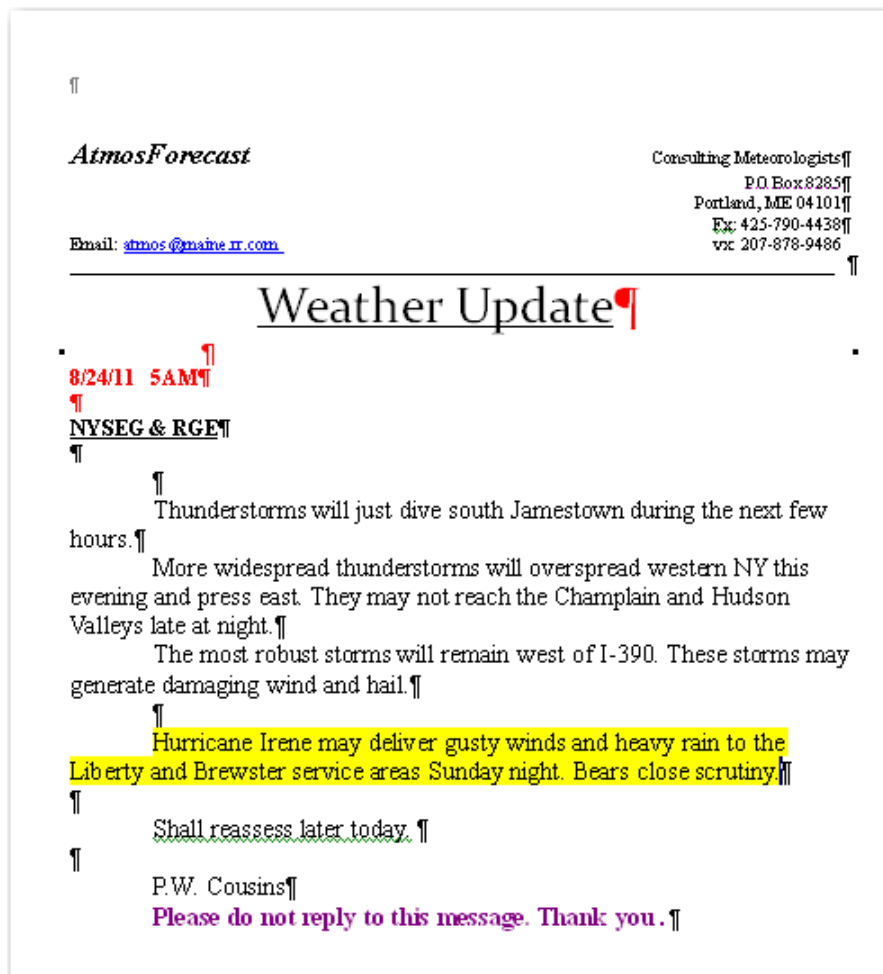 ¶
AtmosForecast
Consulting Meteorologists¶
P.O. Box 8285¶
Portland, ME 04101¶
Fx: 425-790-4438¶
Email: atmos@maine.rr.com
vx: 207-878-9486
¶
Weather Update¶
¶
8/24/11 5AM¶
¶
NYSEG & RGE¶
¶
¶
Thunderstorms will just dive south Jamestown during the next few
hours.¶
More widespread thunderstorms will overspread western NY this
evening and press east. They may not reach the Champlain and Hudson
Valleys late at night.¶
The most robust storms will remain west of I-390. These storms may
generate damaging wind and hail.¶
¶
Hurricane Irene may deliver gusty winds and heavy rain to the
Liberty and Brewster service areas Sunday night. Bears close scrutiny.¶
¶
Shall reassess later today. ¶
¶
P.W. Cousins¶
Please do not reply to this message. Thank you.¶